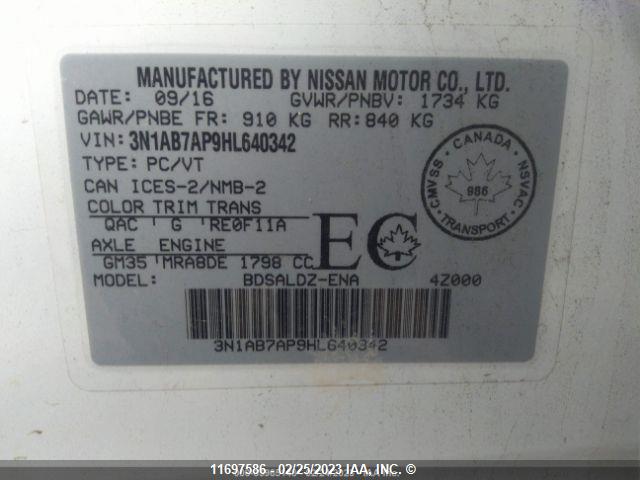 MANUFACTURED BY NISSAN MOTOR CO., LTD.
DATE: 09/16 GVWR/PNBV: 1734 KG
GAWR/PNBE FR: 910 KG RR: 840 KG
VIN: 3N1AB7AP9HL640342
TYPE: PC/VT
CAN ICES-2/NMB-2
COLOR TRIM TRANS
QAC G RE0F11A
AXLE ENGINE
GM35 MRA8DE 1798 CC
MODEL: BDSALDZ-ENA 4Z000
3N1AB7AP9HL640342
EC
CANADA
CMVSS NSVAC
986
TRANSPORT
11697586 - 02/25/2023 IAA, Inc.